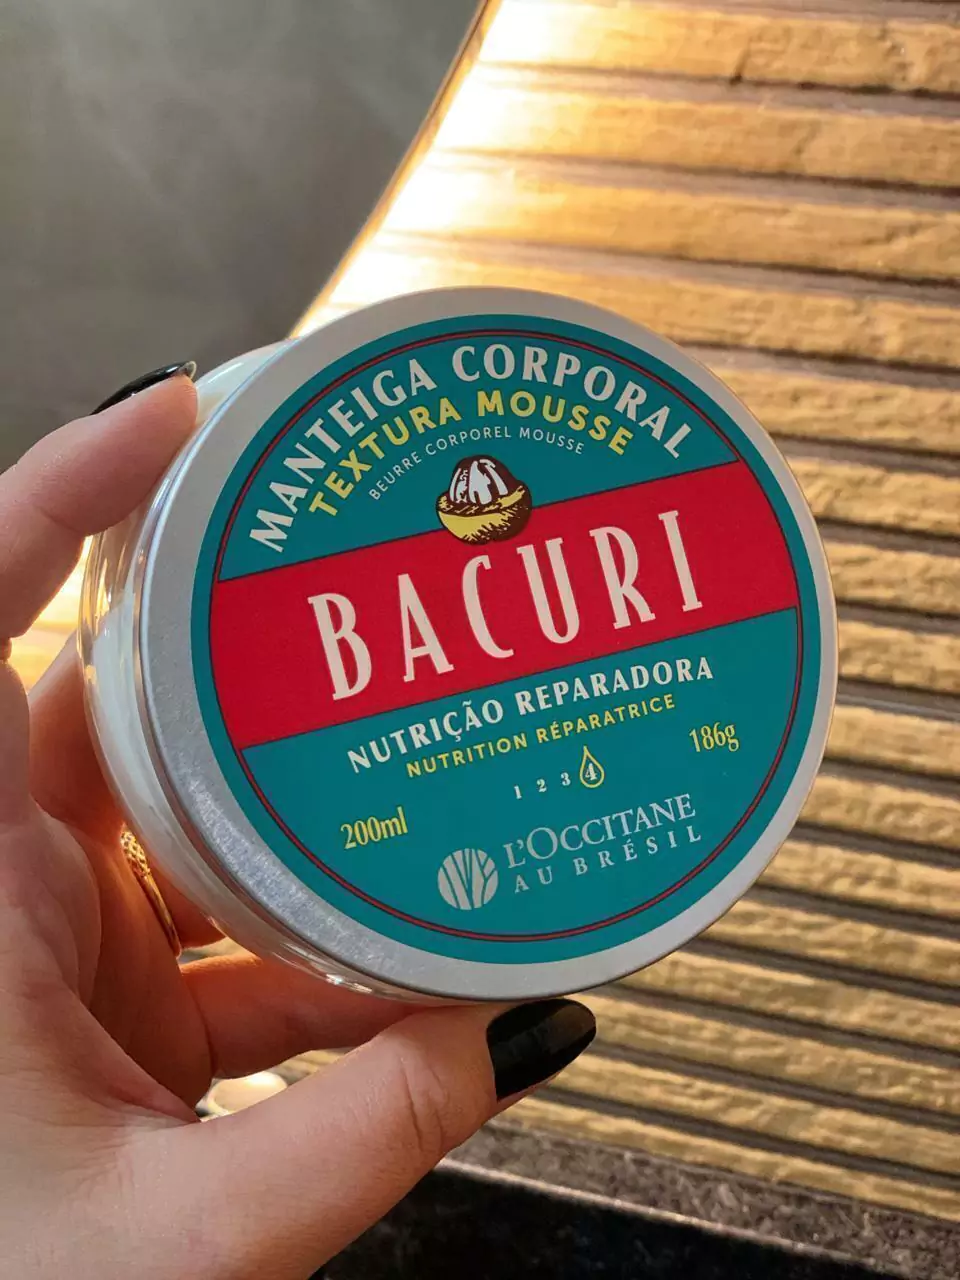 MANTEIGA CORPORAL
TEXTURA MOUSSE
BEURRE CORPOREL MOUSSE
BACURI
NUTRIÇÃO REPARADORA
NUTRITION RÉPARATRICE
1 2 3 4
200ml
186g
L'OCCITANE
AU BRÉSIL